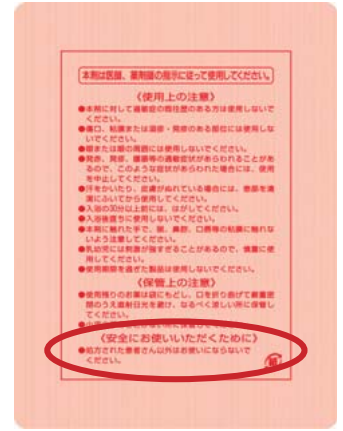 本剤は医師、薬剤師の指示に従って使用してください。
〈使用上の注意〉
●本剤に対して過敏症の既往歴のある方は使用しないで
ください。
●傷口、粘膜または湿疹・発疹のある部位には使用しな
いでください。
●眼または眼の周囲には使用しないでください。
●発赤、発疹、腫脹等の過敏症状があらわれることがあ
るので、このような症状があらわれた場合には、使用
を中止してください。
●汗をかいたり、皮膚がぬれている場合には、患部を清
潔にふいてから使用してください。
●入浴の30分以上前には、はがしてください。
●入浴後直ちに使用しないでください。
●本剤に触れた手で、眼、鼻腔、口唇等の粘膜に触れな
いよう注意してください。
●乳幼児には刺激が強すぎることがあるので、慎重に使
用してください。
●使用期限を過ぎた製品は使用しないでください。
〈保管上の注意〉
●使用残りのお薬は袋にもどし、口を折り曲げて厳重密
閉のうえ直射日光を避け、なるべく涼しい所に保管し
てください。
〈安全にお使いいただくために〉
●処方された患者さん以外はお使いにならないで
ください。